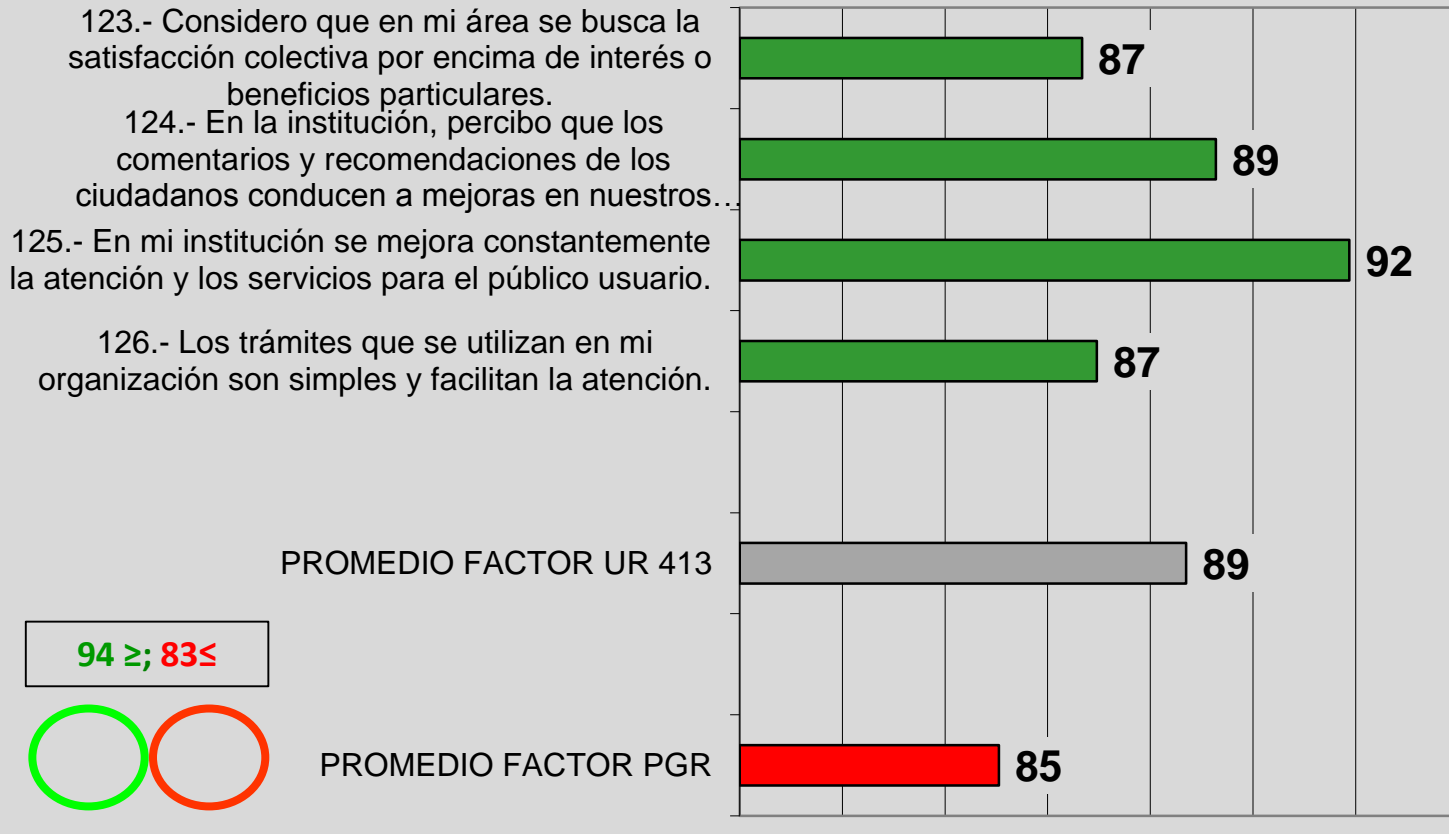 123.- Considero que en mi área se busca la
satisfacción colectiva por encima de interés o
beneficios particulares.
87
124.- En la institución, percibo que los
comentarios y recomendaciones de los
ciudadanos conducen a mejoras en nuestros…
89
125.- En mi institución se mejora constantemente
la atención y los servicios para el público usuario.
92
126.- Los trámites que se utilizan en mi
organización son simples y facilitan la atención.
87
PROMEDIO FACTOR UR 413
89
94 ≥; 83≤
PROMEDIO FACTOR PGR
85